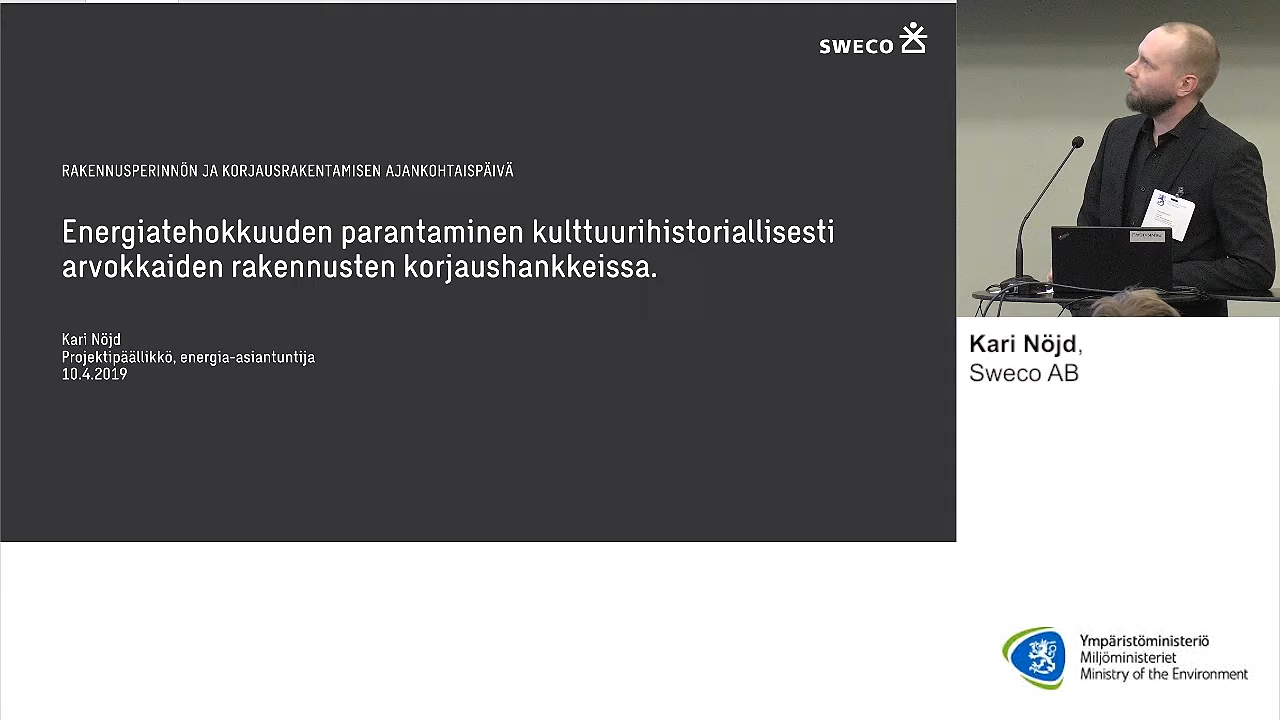 SWECO
RAKENNUSPERINNÖN JA KORJAUSRAKENTAMISEN AJANKOHTAISPÄIVÄ
Energiatehokkuuden parantaminen kulttuurihistoriallisesti
arvokkaiden rakennusten korjaushankkeissa.
Kari Nöjd
Projektipäällikkö, energia-asiantuntija
10.4.2019
Kari Nöjd,
Sweco AB
Ympäristöministeriö
Miljöministeriet
Ministry of the Environment